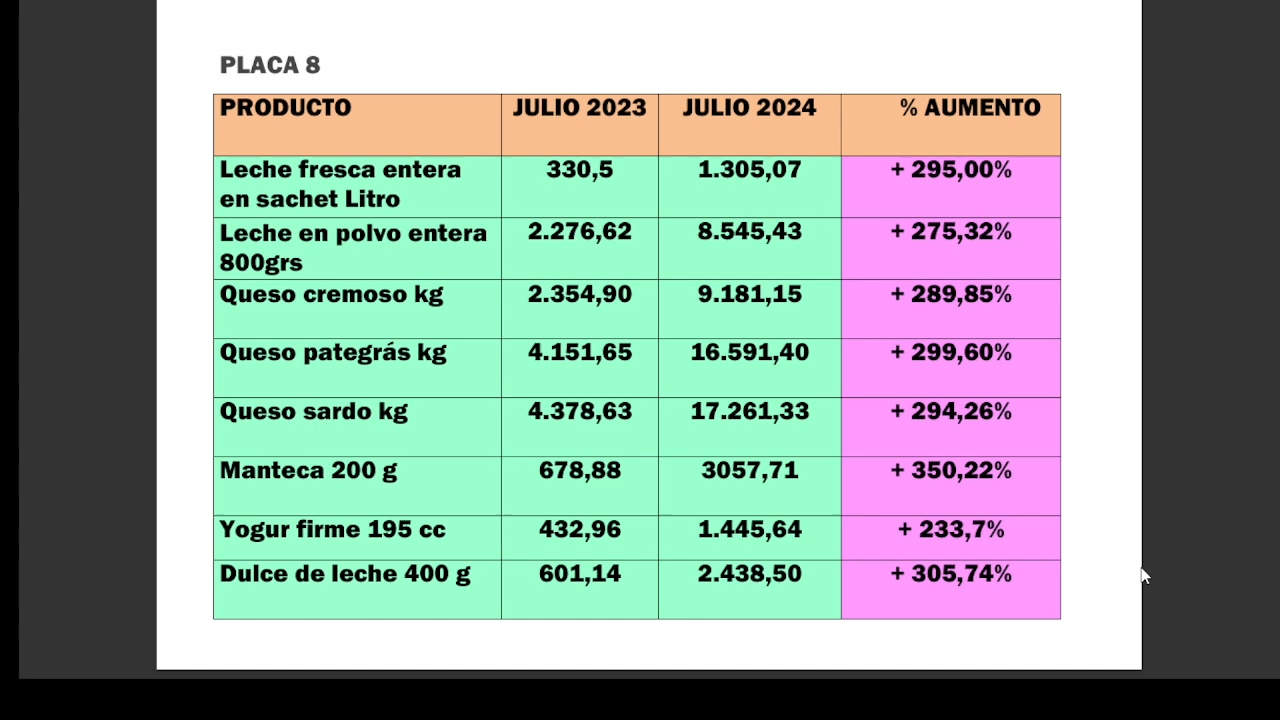 PLACA 8
PRODUCTO JULIO 2023 JULIO 2024 % AUMENTO
Leche fresca entera 330,5 1.305,07 + 295,00%
en sachet Litro
Leche en polvo entera 2.276,62 8.545,43 + 275,32%
800grs
Queso cremoso kg 2.354,90 9.181,15 + 289,85%
Queso pategrás kg 4.151,65 16.591,40 + 299,60%
Queso sardo kg 4.378,63 17.261,33 + 294,26%
Manteca 200 g 678,88 3057,71 + 350,22%
Yogur firme 195 cc 432,96 1.445,64 + 233,7%
Dulce de leche 400 g 601,14 2.438,50 + 305,74%